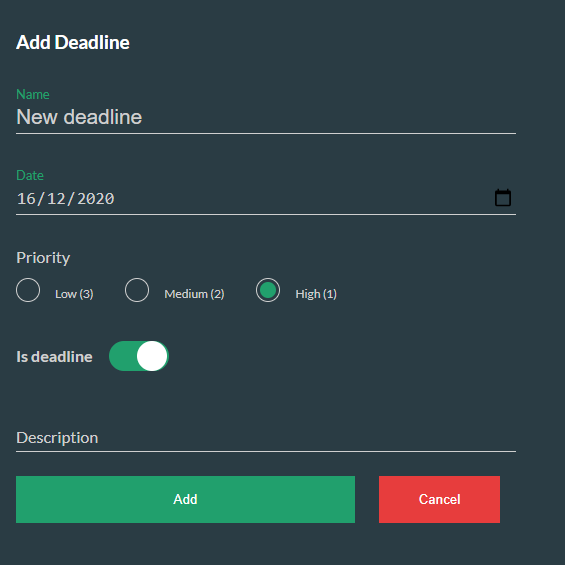 Add Deadline
Name
New deadline
Date
16/12/2020
Priority
Low (3) Medium (2) High (1)
Is deadline
Description
Add Cancel